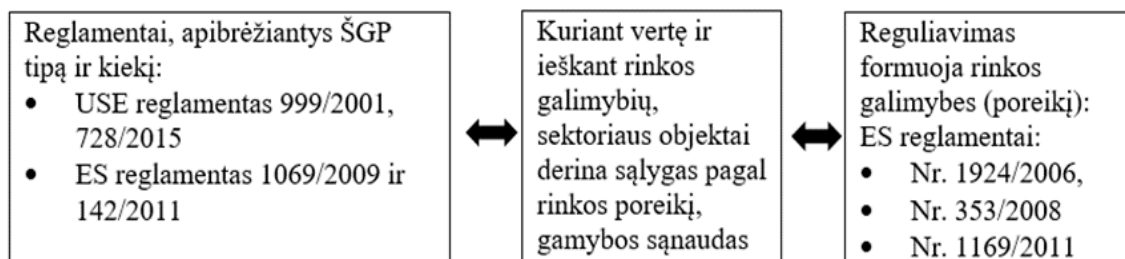 Reglamentai, apibrėžiantys ŠGP
tipą ir kiekį:
• USE reglamentas 999/2001,
728/2015
• ES reglamentas 1069/2009 ir
142/2011
Kuriant vertę ir
ieškant rinkos
galimybių,
sektoriaus objektai
derina sąlygas pagal
rinkos poreikį,
gamybos sąnaudas
Reguliavimas
formuoja rinkos
galimybes (poreikį):
ES reglamentai:
• Nr. 1924/2006,
• Nr. 353/2008
• Nr. 1169/2011